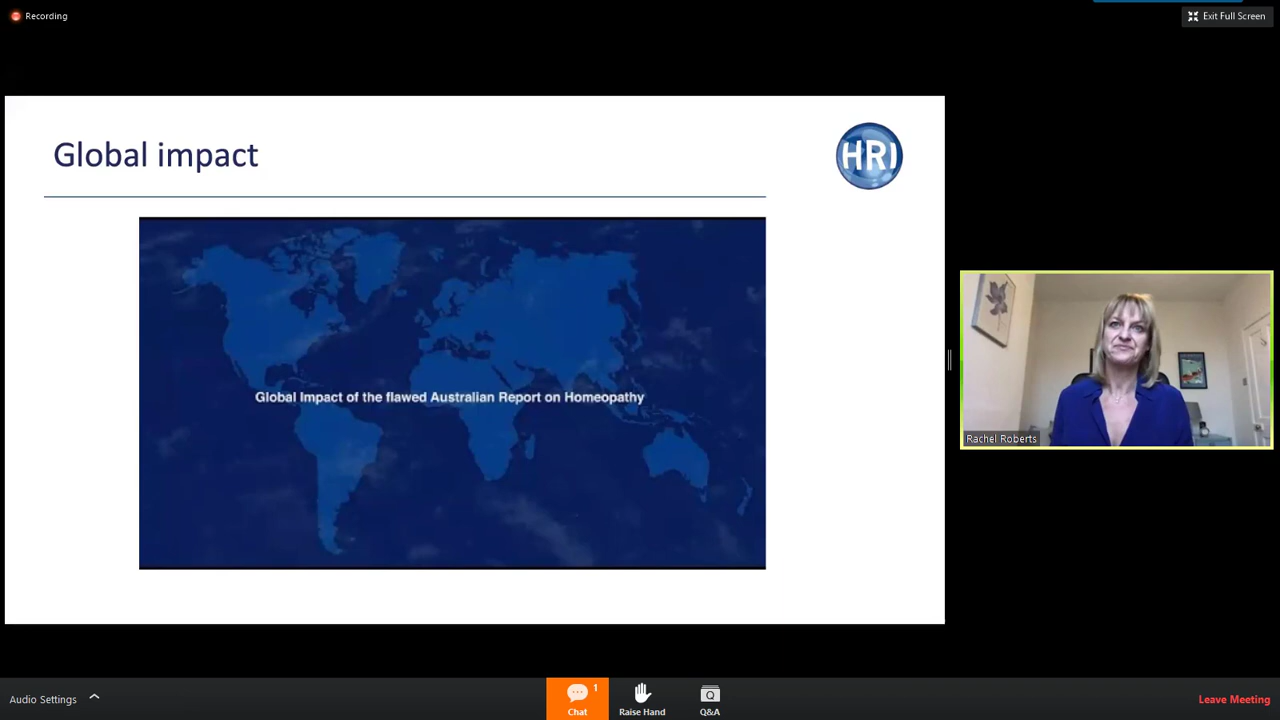 Recording
Exit Full Screen
Global impact
HRI
Global Impact of the flawed Australian Report on Homeopathy
Rachel Roberts
Audio Settings
1
Chat
Raise Hand
Q
Q&A
Leave Meeting